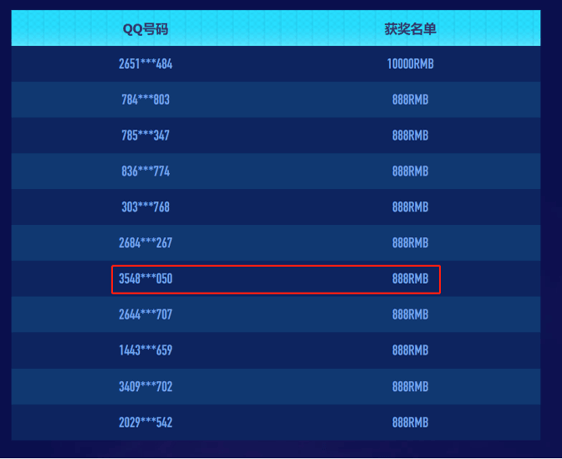 QQ号码 获奖名单
2651***484 10000RMB
784***803 888RMB
785***347 888RMB
836***774 888RMB
303***768 888RMB
2684***267 888RMB
3548***050 888RMB
2644***707 888RMB
1443***659 888RMB
3409***702 888RMB
2029***542 888RMB